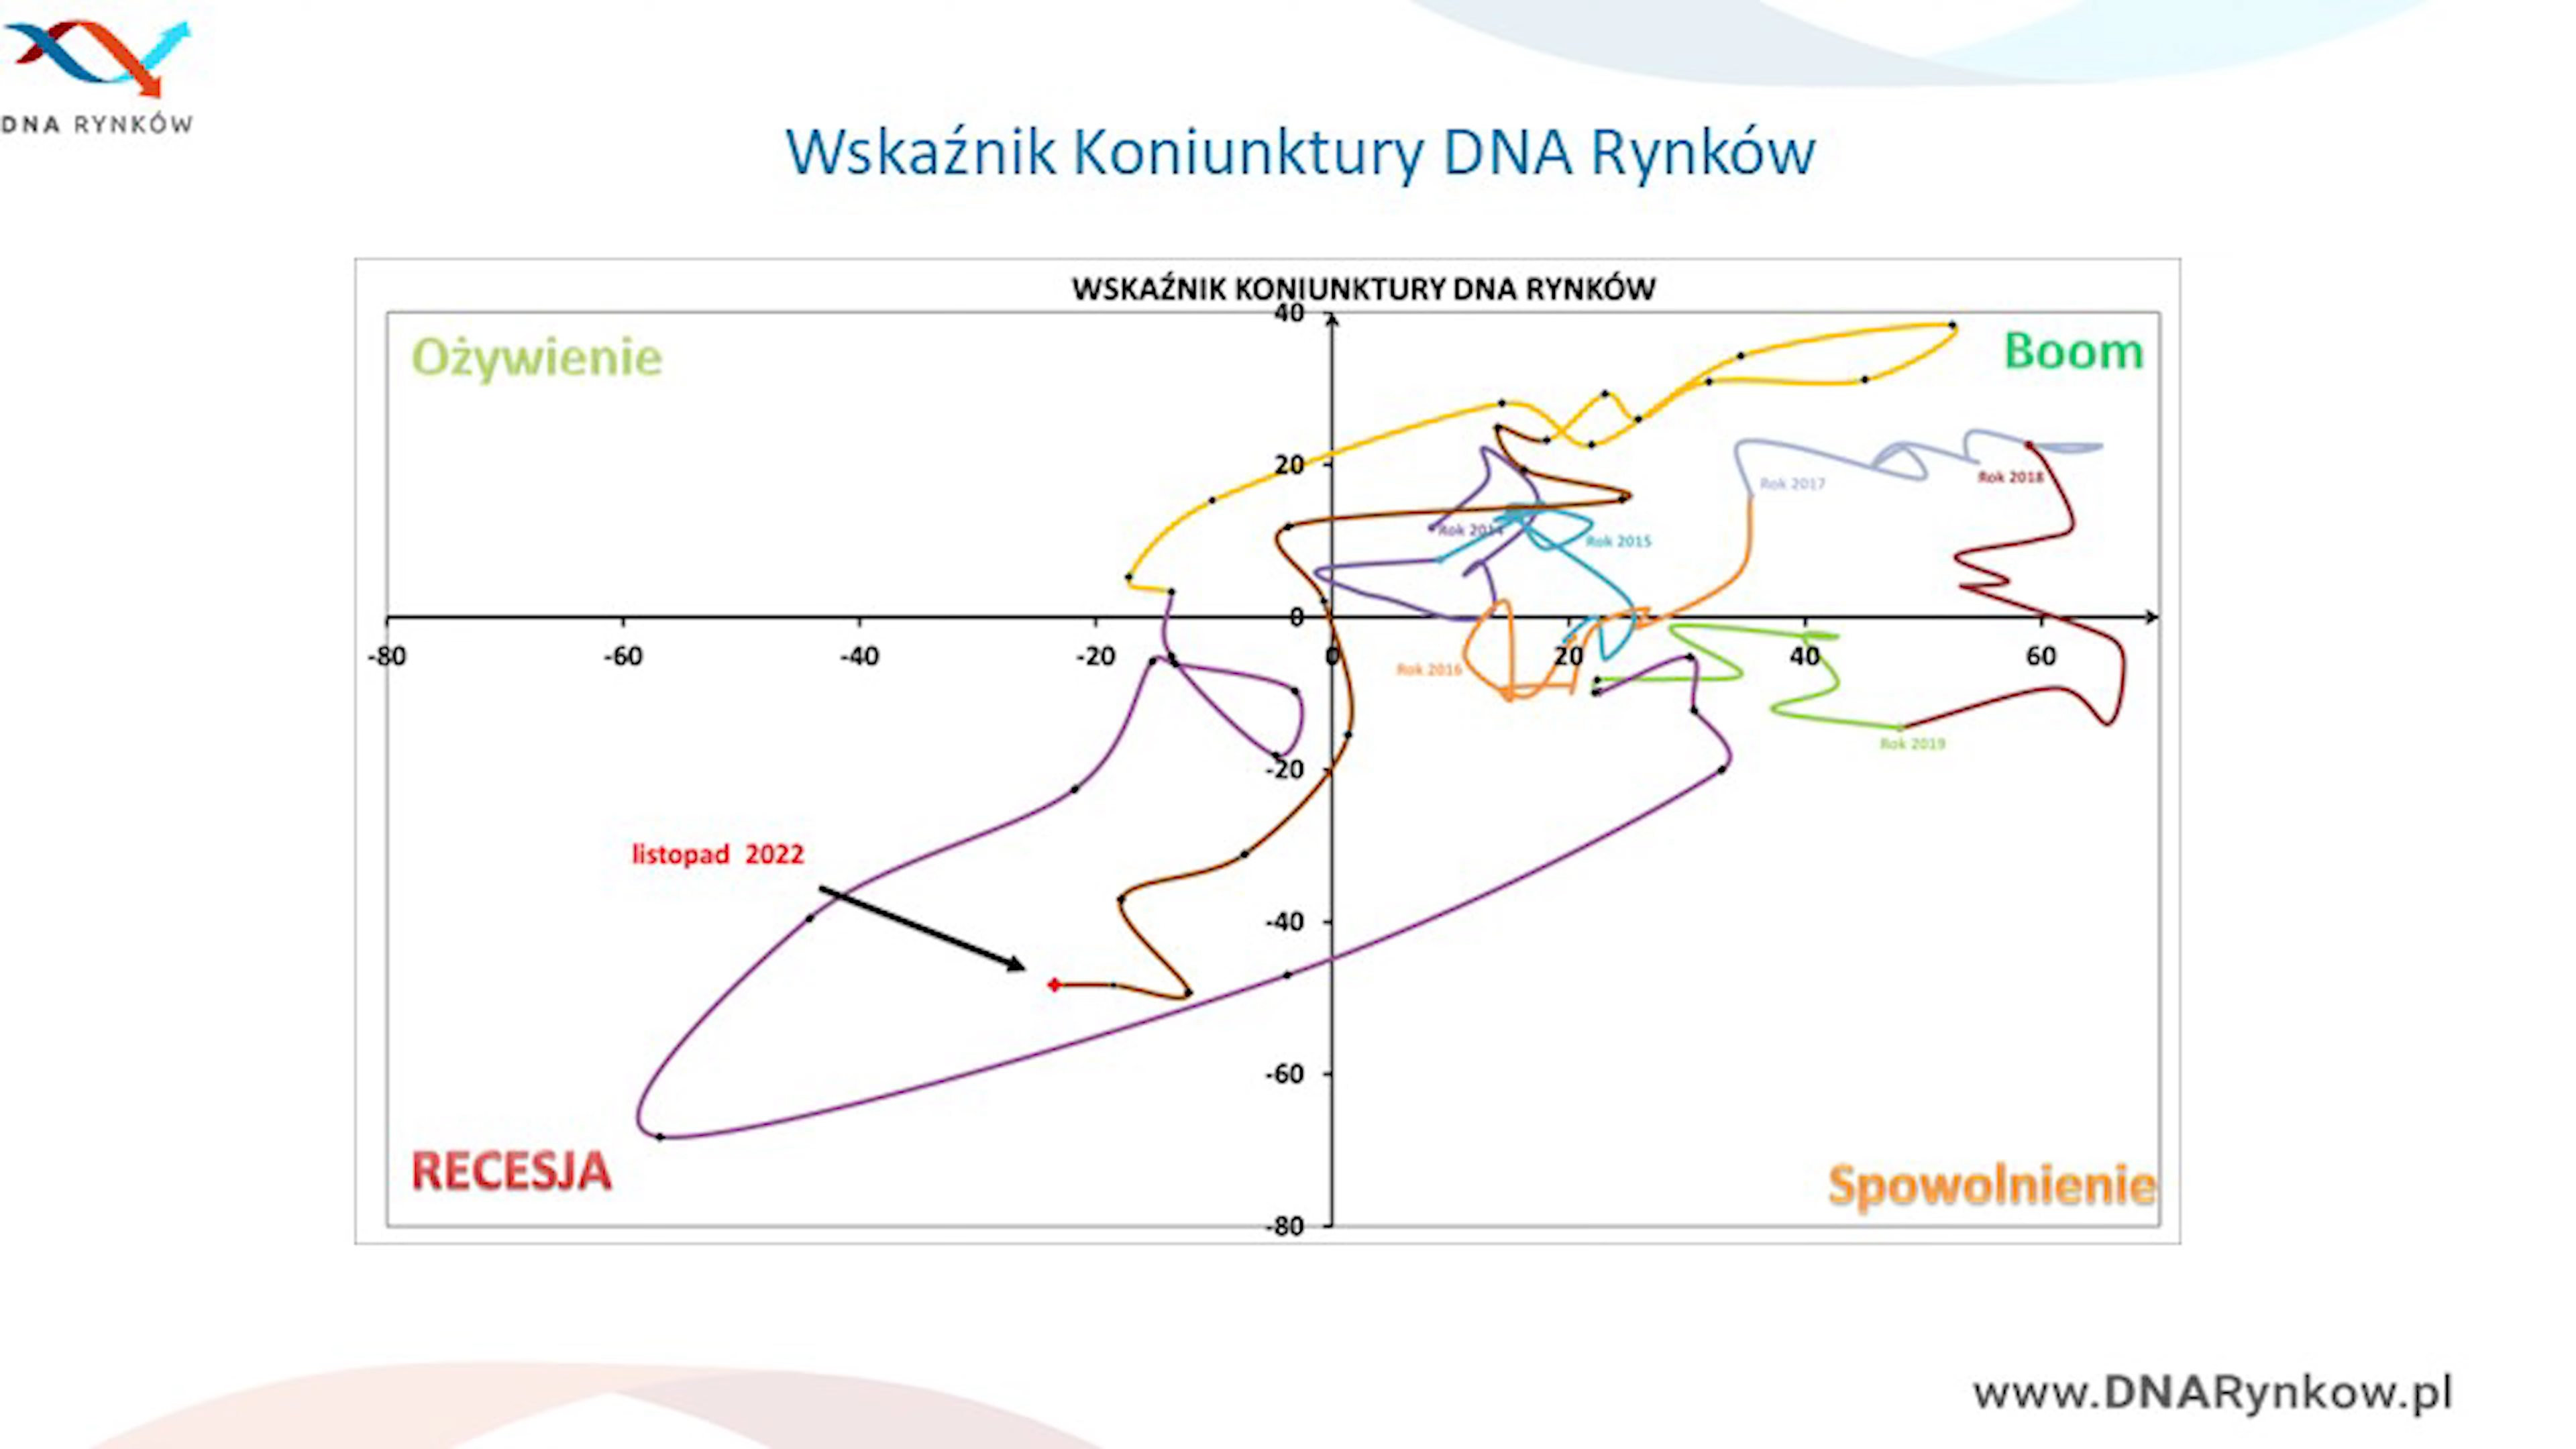 DNA RYNKÓW
Wskaźnik Koniunktury DNA Rynków
WSKAŹNIK KONIUNKTURY DNA RYNKÓW
40
Ożywienie
Boom
20
Rok 2017
Rok 2018
Rok 2014
Rok 2015
0
-80
-60
-40
-20
0
20
40
60
Rok 2016
Rok 2019
-20
listopad 2022
-40
-60
RECESJA
Spowolnienie
-80
www.DNARynkow.pl